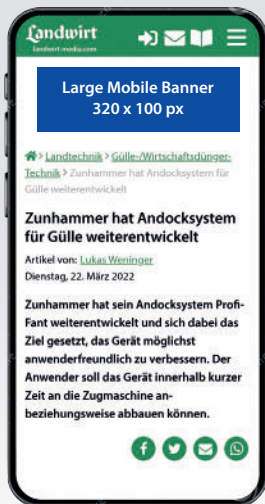 Landwirt
landwirt-media.com
Large Mobile Banner
320 x 100 px
> Landtechnik > Gülle-/Wirtschaftsdünger-
Technik > Zunhammer hat Andocksystem für
Gülle weiterentwickelt
Zunhammer hat Andocksystem
für Gülle weiterentwickelt
Artikel von: Lukas Weninger
Dienstag, 22. März 2022
Zunhammer hat sein Andocksystem Profi-
Fant weiterentwickelt und sich dabei das
Ziel gesetzt, das Gerät möglichst
anwenderfreundlich zu verbessern. Der
Anwender soll das Gerät innerhalb kurzer
Zeit an die Zugmaschine an-
beziehungsweise abbauen können.